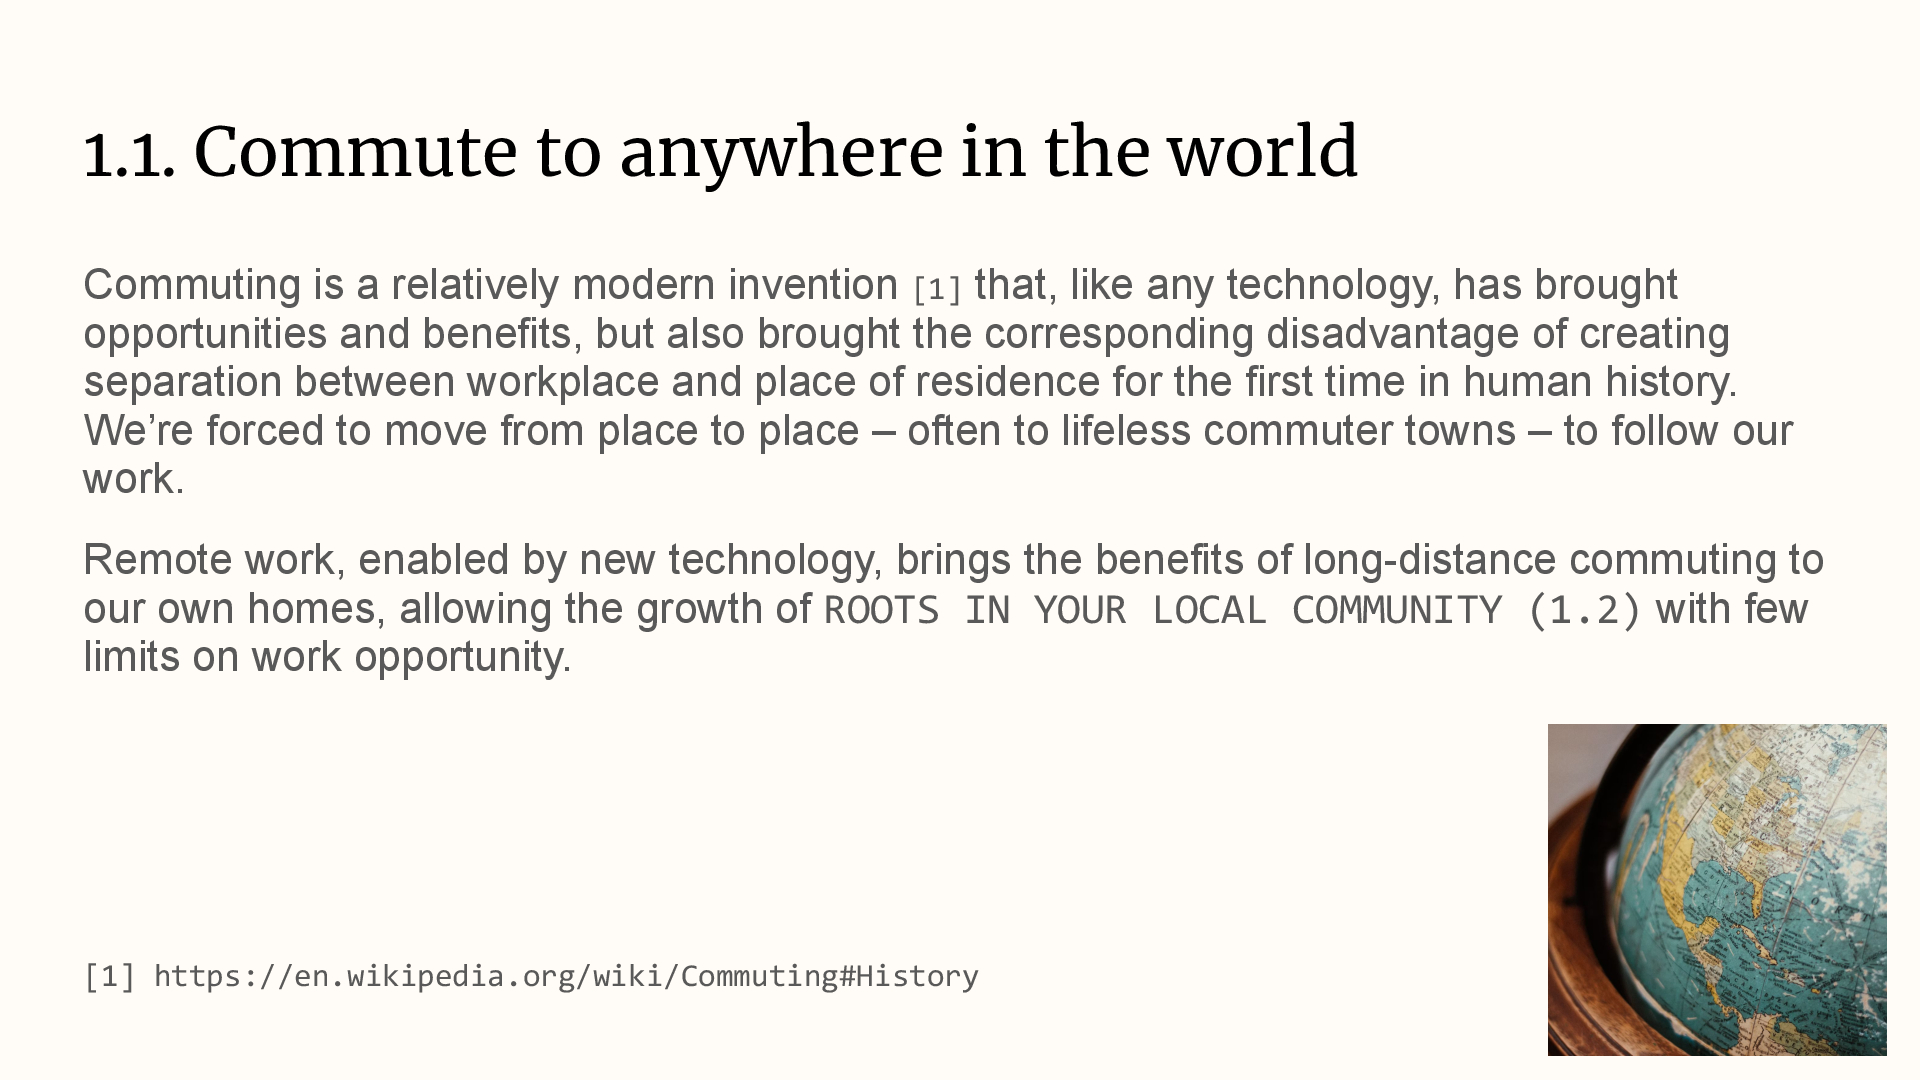 1.1. Commute to anywhere in the world
Commuting is a relatively modern invention [1] that, like any technology, has brought
opportunities and benefits, but also brought the corresponding disadvantage of creating
separation between workplace and place of residence for the first time in human history.
We’re forced to move from place to place – often to lifeless commuter towns – to follow our
work.
Remote work, enabled by new technology, brings the benefits of long-distance commuting to
our own homes, allowing the growth of ROOTS IN YOUR LOCAL COMMUNITY (1.2) with few
limits on work opportunity.
[1] https://en.wikipedia.org/wiki/Commuting#History